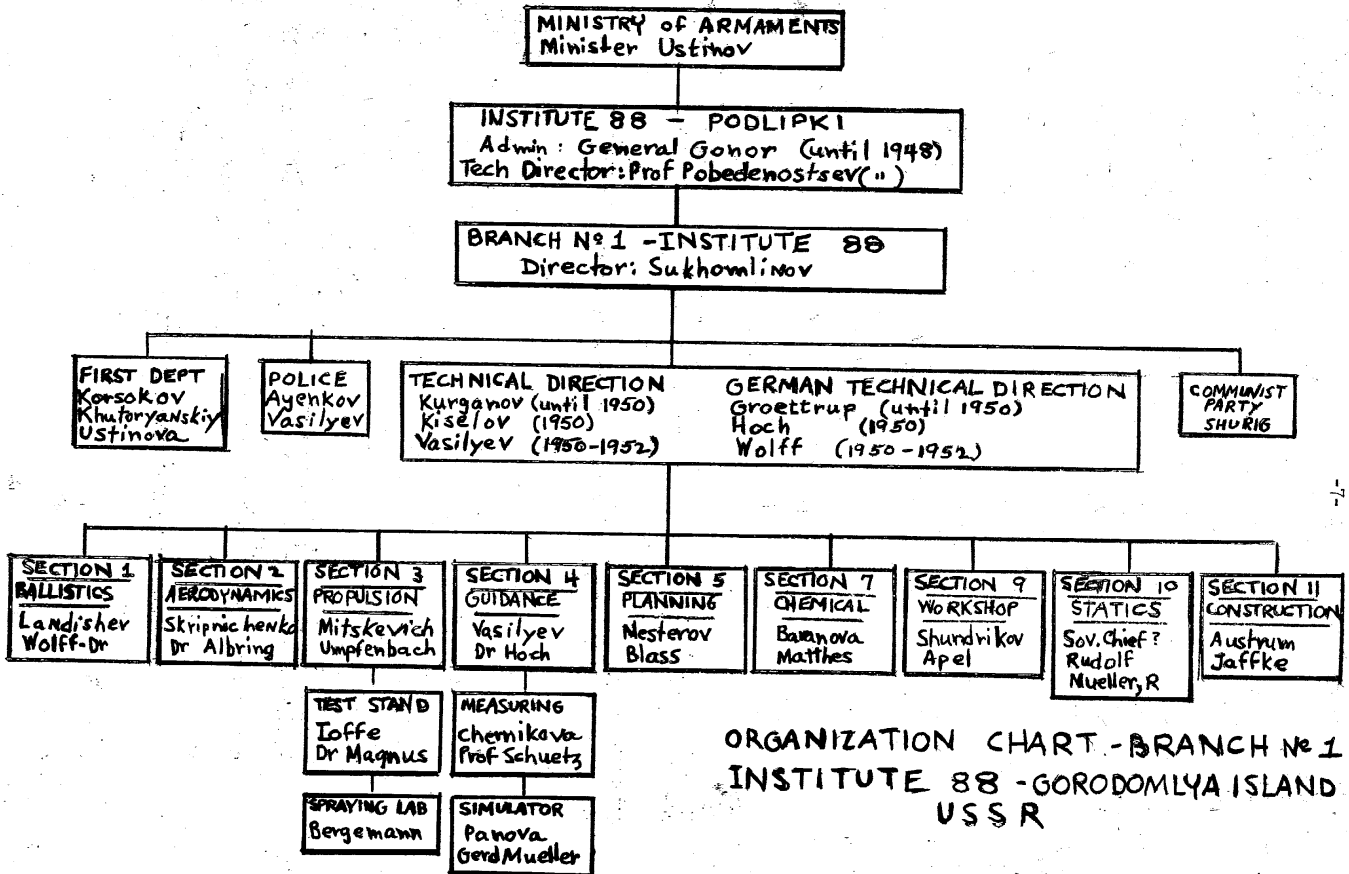 MINISTRY of ARMAMENTS
Minister Ustinov
INSTITUTE 88 - PODLIPKI
Admin: General Gonor (until 1948)
Tech Director: Prof Pobedenostsev (")
BRANCH No 1 - INSTITUTE 88
Director: Sukhomlinov
FIRST DEPT
Korsokov
Khutoryanskiy
Ustinova
POLICE
Ayenkov
Vasilyev
TECHNICAL DIRECTION
Kurganov (until 1950)
Kiselov (1950)
Vasilyev (1950-1952)
GERMAN TECHNICAL DIRECTION
Groettrup (until 1950)
Hoch (1950)
Wolff (1950-1952)
COMMUNIST
PARTY
SHURIG
-7-
SECTION 1
BALLISTICS
Landishev
Wolff-Dr
SECTION 2
AERODYNAMICS
Skripnichenko
Dr Albring
SECTION 3
PROPULSION
Mitskevich
Umpfenbach
SECTION 4
GUIDANCE
Vasilyev
Dr Hoch
SECTION 5
PLANNING
Nesterov
Blass
SECTION 7
CHEMICAL
Baranova
Matthes
SECTION 9
WORKSHOP
Shundrikov
Apel
SECTION 10
STATICS
Sov. Chief?
Rudolf
Mueller, R
SECTION 11
CONSTRUCTION
Austrum
Jaffke
TEST STAND
Ioffe
Dr Magnus
MEASURING
Chernikova
Prof Schuetz
SPRAYING LAB
Bergemann
SIMULATOR
Panova
Gerd Mueller
ORGANIZATION CHART - BRANCH No 1
INSTITUTE 88 - GORODOMLYA ISLAND
USSR